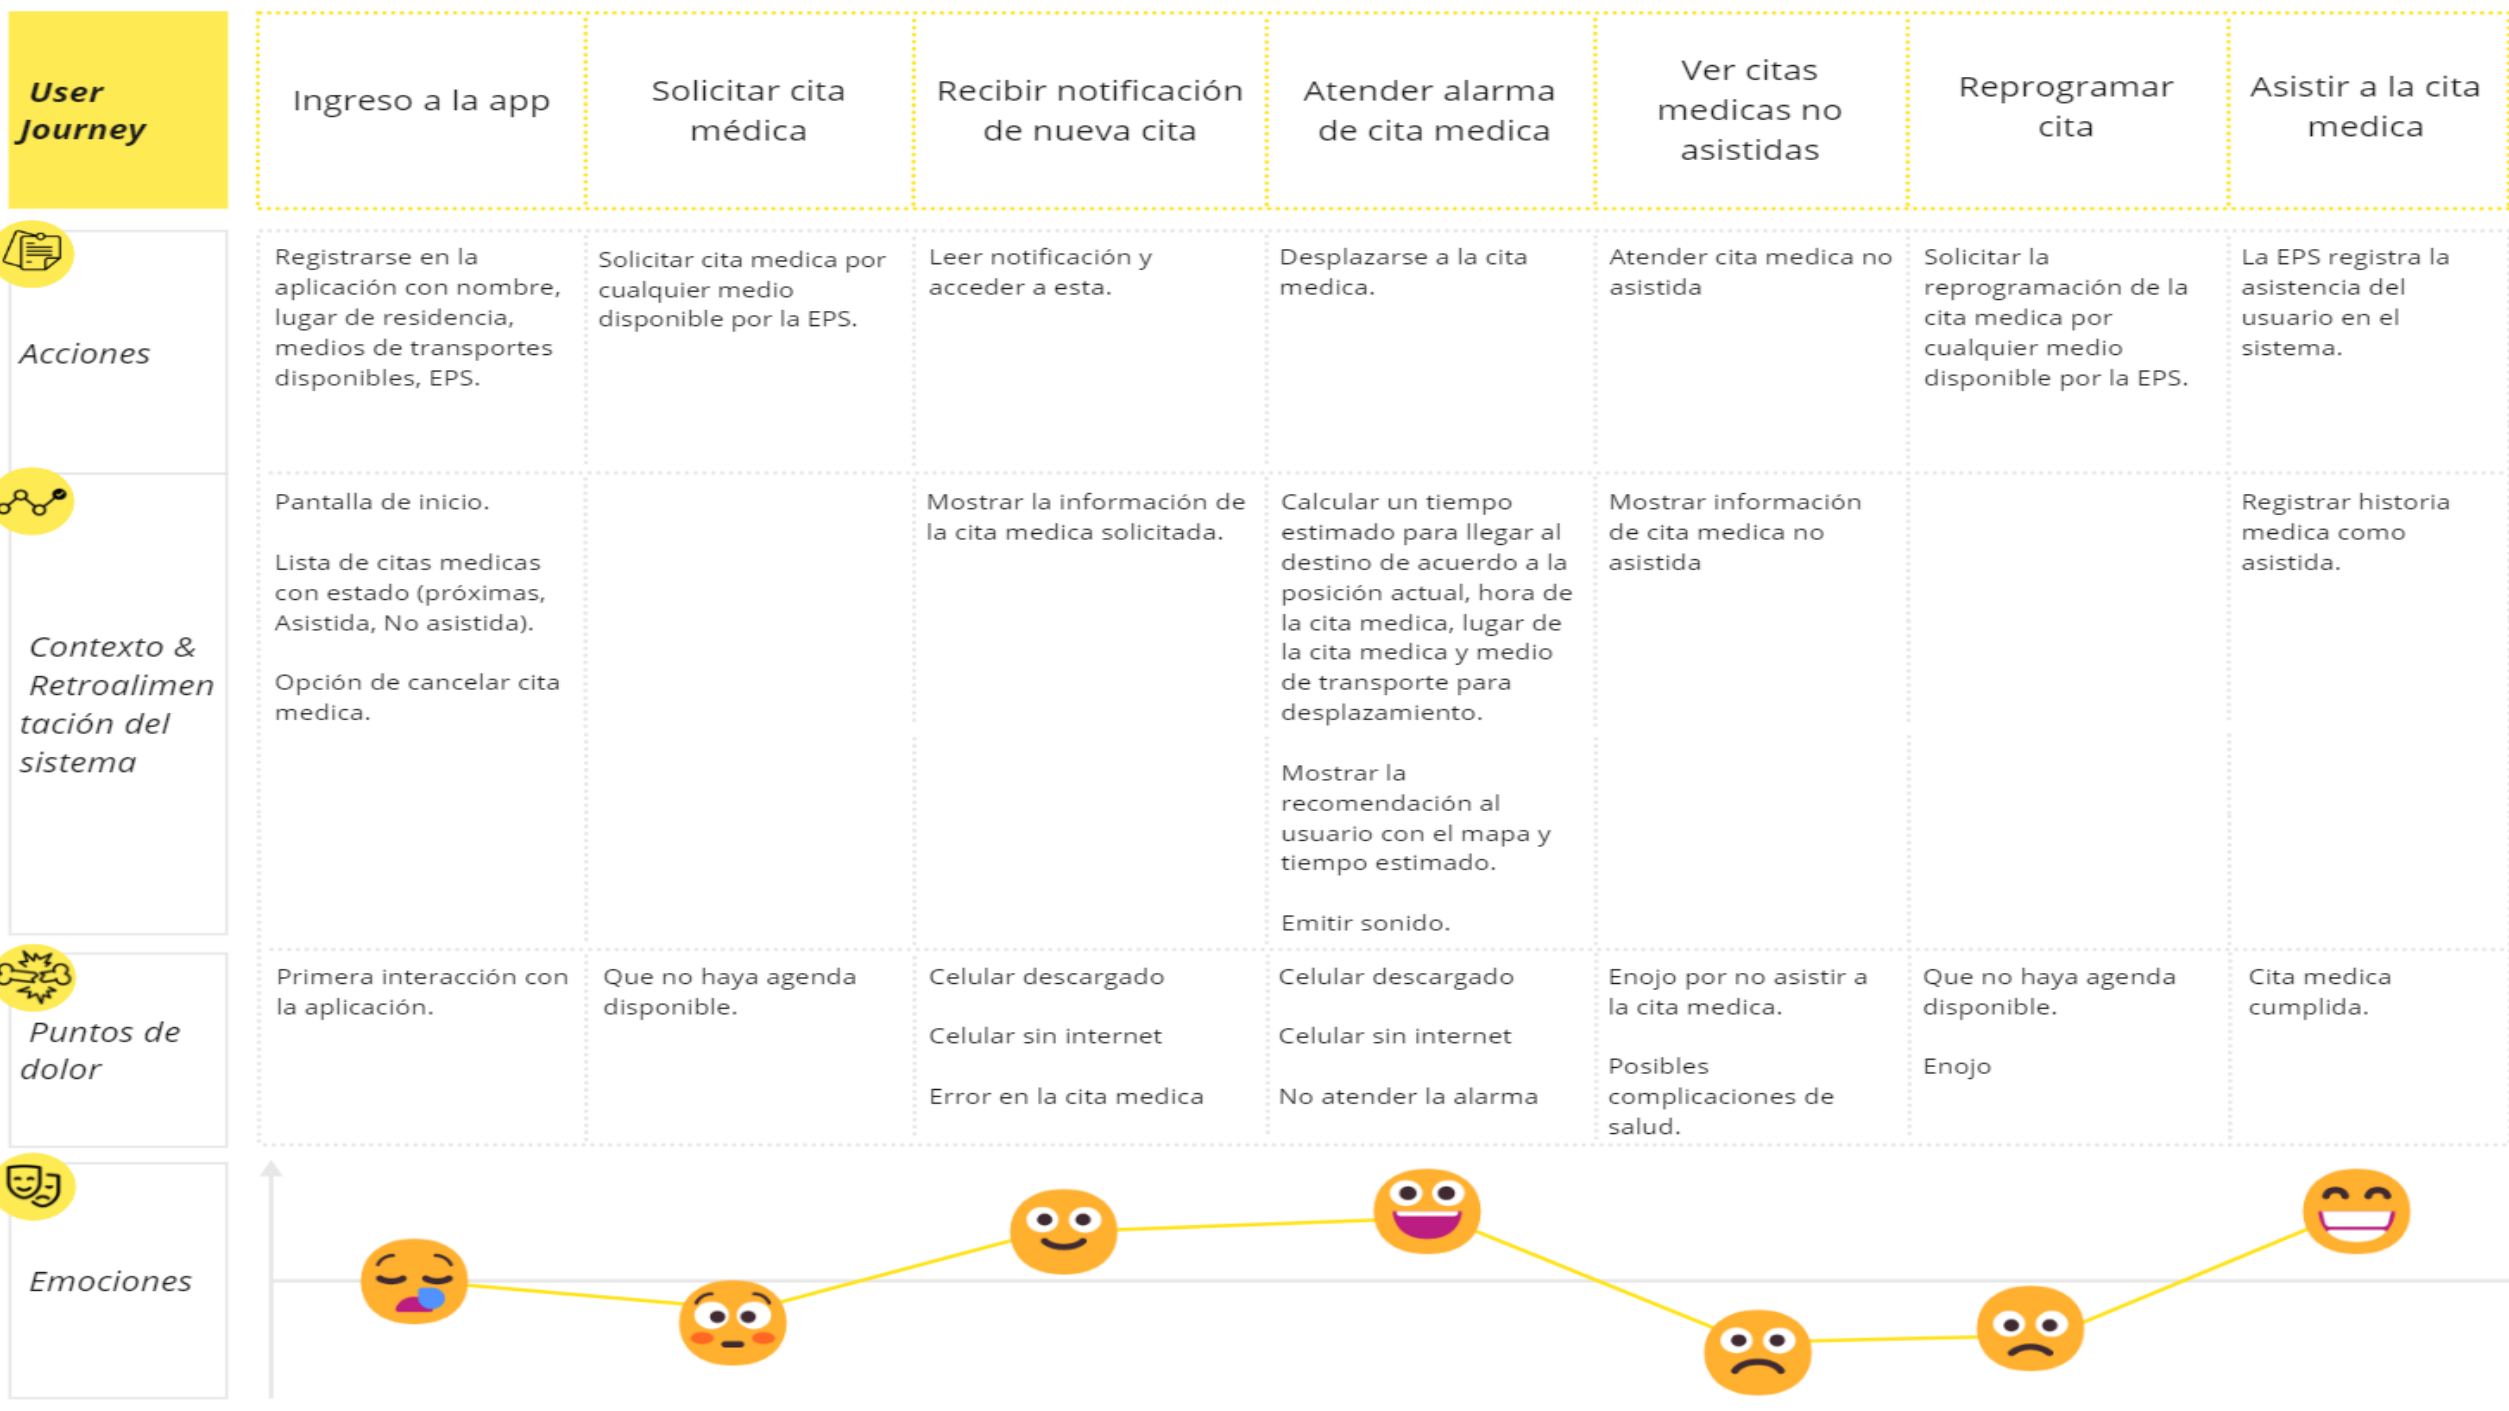 User
Journey
Ingreso a la app
Solicitar cita
médica
Recibir notificación
de nueva cita
Atender alarma
de cita medica
Ver citas
medicas no
asistidas
Reprogramar
cita
Asistir a la cita
medica
Acciones
Registrarse en la
aplicación con nombre,
lugar de residencia,
medios de transportes
disponibles, EPS.
Solicitar cita medica por
cualquier medio
disponible por la EPS.
Leer notificación y
acceder a esta.
Desplazarse a la cita
medica.
Atender cita medica no
asistida
Solicitar la
reprogramación de la
cita medica por
cualquier medio
disponible por la EPS.
La EPS registra la
asistencia del
usuario en el
sistema.
Contexto &
Retroalimen
tación del
sistema
Pantalla de inicio.
Lista de citas medicas
con estado (próximas,
Asistida, No asistida).
Opción de cancelar cita
medica.
Mostrar la información de
la cita medica solicitada.
Calcular un tiempo
estimado para llegar al
destino de acuerdo a la
posición actual, hora de
la cita medica, lugar de
la cita medica y medio
de transporte para
desplazamiento.
Mostrar la
recomendación al
usuario con el mapa y
tiempo estimado.
Emitir sonido.
Mostrar información
de cita medica no
asistida
Registrar historia
medica como
asistida.
Puntos de
dolor
Primera interacción con
la aplicación.
Que no haya agenda
disponible.
Celular descargado
Celular sin internet
Error en la cita medica
Celular descargado
Celular sin internet
No atender la alarma
Enojo por no asistir a
la cita medica.
Posibles
complicaciones de
salud.
Que no haya agenda
disponible.
Enojo
Cita medica
cumplida.
Emociones